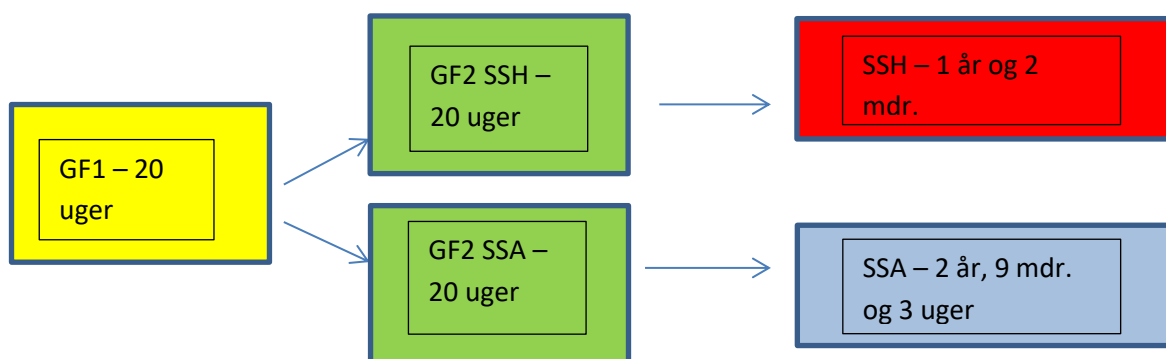 GF1 – 20
uger
GF2 SSH –
20 uger
SSH – 1 år og 2
mdr.
GF2 SSA –
20 uger
SSA – 2 år, 9 mdr.
og 3 uger